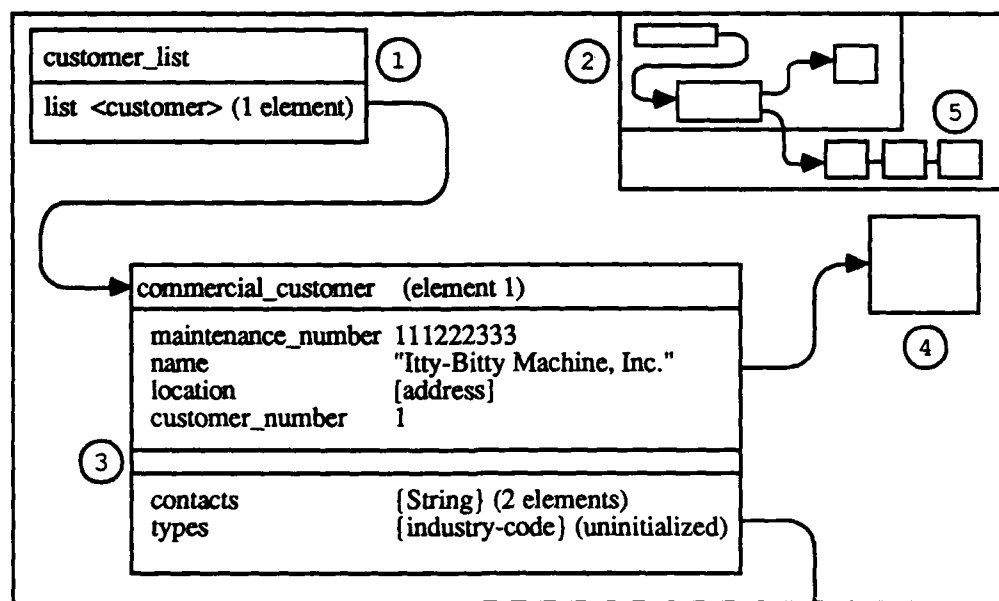 customer_list
1
list <customer> (1 element)
2
5
commercial_customer (element 1)
maintenance_number 111222333
name "Itty-Bitty Machine, Inc."
location [address]
customer_number 1
4
3
contacts {String} (2 elements)
types {industry-code} (uninitialized)